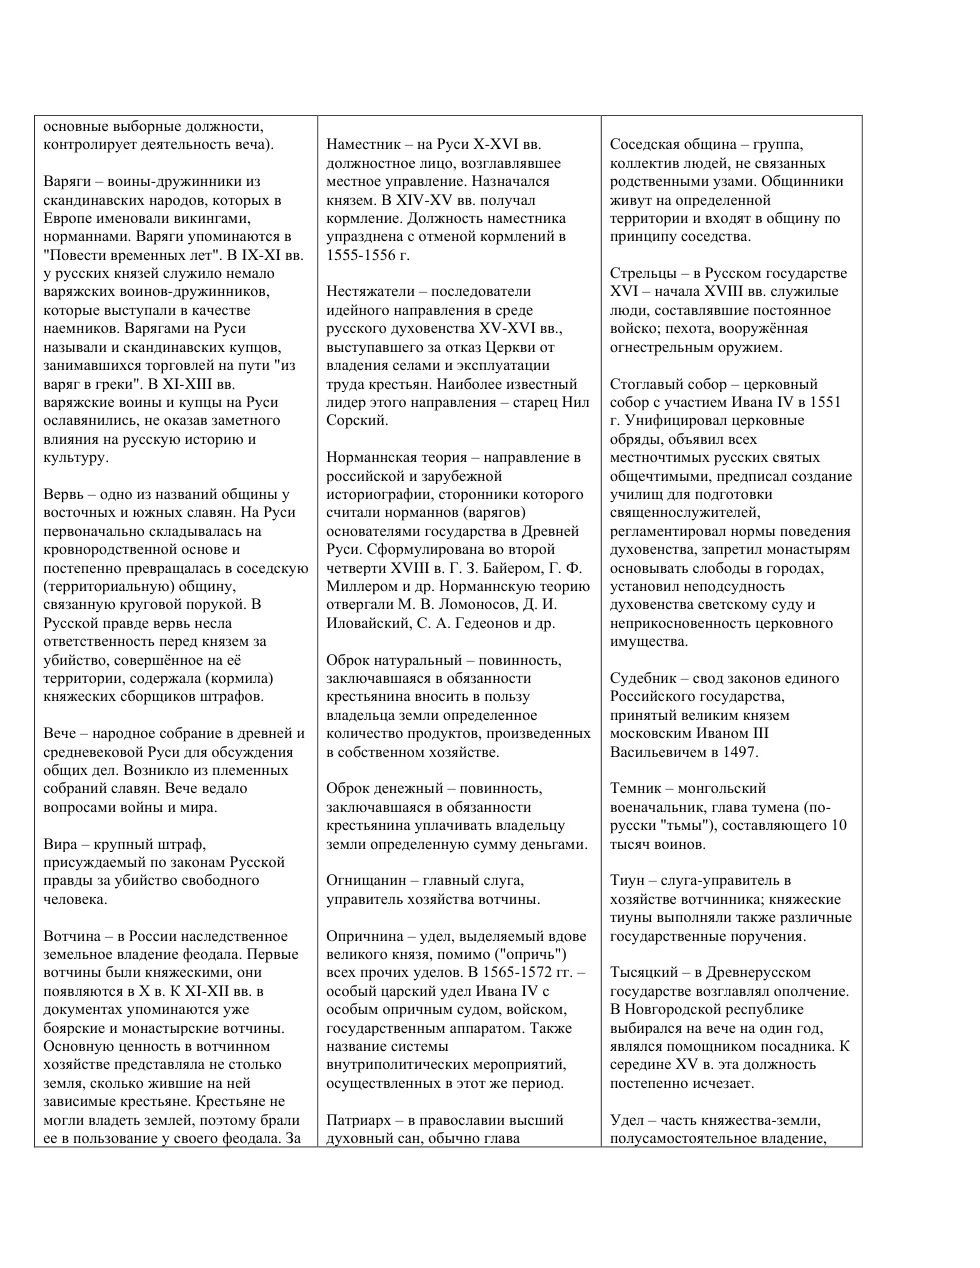 основные выборные должности,
контролирует деятельность веча).
Варяги – воины-дружинники из
скандинавских народов, которых в
Европе именовали викингами,
норманнами. Варяги упоминаются в
"Повести временных лет". В IX-XI вв.
у русских князей служило немало
варяжских воинов-дружинников,
которые выступали в качестве
наемников. Варягами на Руси
называли и скандинавских купцов,
занимавшихся торговлей на пути "из
варяг в греки". В XI-XIII вв.
варяжские воины и купцы на Руси
ославянились, не оказав заметного
влияния на русскую историю и
культуру.
Вервь – одно из названий общины у
восточных и южных славян. На Руси
первоначально складывалась на
кровнородственной основе и
постепенно превращалась в соседскую
(территориальную) общину,
связанную круговой порукой. В
Русской правде вервь несла
ответственность перед князем за
убийство, совершённое на её
территории, содержала (кормила)
княжеских сборщиков штрафов.
Вече – народное собрание в древней и
средневековой Руси для обсуждения
общих дел. Возникло из племенных
собраний славян. Вече ведало
вопросами войны и мира.
Вира – крупный штраф,
присуждаемый по законам Русской
правды за убийство свободного
человека.
Вотчина – в России наследственное
земельное владение феодала. Первые
вотчины были княжескими, они
появляются в X в. К XI-XII вв. в
документах упоминаются уже
боярские и монастырские вотчины.
Основную ценность в вотчинном
хозяйстве представляла не столько
земля, сколько жившие на ней
зависимые крестьяне. Крестьяне не
могли владеть землей, поэтому брали
ее в пользование у своего феодала. За
Наместник – на Руси X-XVI вв.
должностное лицо, возглавлявшее
местное управление. Назначался
князем. В XIV-XV вв. получал
кормление. Должность наместника
упразднена с отменой кормлений в
1555-1556 г.
Нестяжатели – последователи
идейного направления в среде
русского духовенства XV-XVI вв.,
выступавшего за отказ Церкви от
владения селами и эксплуатации
труда крестьян. Наиболее известный
лидер этого направления – старец Нил
Сорский.
Норманнская теория – направление в
российской и зарубежной
историографии, сторонники которого
считали норманнов (варягов)
основателями государства в Древней
Руси. Сформулирована во второй
четверти XVIII в. Г. З. Байером, Г. Ф.
Миллером и др. Норманнскую теорию
отвергали М. В. Ломоносов, Д. И.
Иловайский, С. А. Гедеонов и др.
Оброк натуральный – повинность,
заключавшаяся в обязанности
крестьянина вносить в пользу
владельца земли определенное
количество продуктов, произведенных
в собственном хозяйстве.
Оброк денежный – повинность,
заключавшаяся в обязанности
крестьянина уплачивать владельцу
земли определенную сумму деньгами.
Огнищанин – главный слуга,
управитель хозяйства вотчины.
Опричнина – удел, выделяемый вдове
великого князя, помимо ("опричь")
всех прочих уделов. В 1565-1572 гг. –
особый царский удел Ивана IV с
особым опричным судом, войском,
государственным аппаратом. Также
название системы
внутриполитических мероприятий,
осуществленных в этот же период.
Патриарх – в православии высший
духовный сан, обычно глава
Соседская община – группа,
коллектив людей, не связанных
родственными узами. Общинники
живут на определенной
территории и входят в общину по
принципу соседства.
Стрельцы – в Русском государстве
XVI – начала XVIII вв. служилые
люди, составлявшие постоянное
войско; пехота, вооружённая
огнестрельным оружием.
Стоглавый собор – церковный
собор с участием Ивана IV в 1551
г. Унифицировал церковные
обряды, объявил всех
местночтимых русских святых
общечтимыми, предписал создание
училищ для подготовки
священнослужителей,
регламентировал нормы поведения
духовенства, запретил монастырям
основывать слободы в городах,
установил неподсудность
духовенства светскому суду и
неприкосновенность церковного
имущества.
Судебник – свод законов единого
Российского государства,
принятый великим князем
московским Иваном III
Васильевичем в 1497.
Темник – монгольский
военачальник, глава тумена (по-
русски "тьмы"), составляющего 10
тысяч воинов.
Тиун – слуга-управитель в
хозяйстве вотчинника; княжеские
тиуны выполняли также различные
государственные поручения.
Тысяцкий – в Древнерусском
государстве возглавлял ополчение.
В Новгородской республике
выбирался на вече на один год,
являлся помощником посадника. К
середине XV в. эта должность
постепенно исчезает.
Удел – часть княжества-земли,
полусамостоятельное владение,